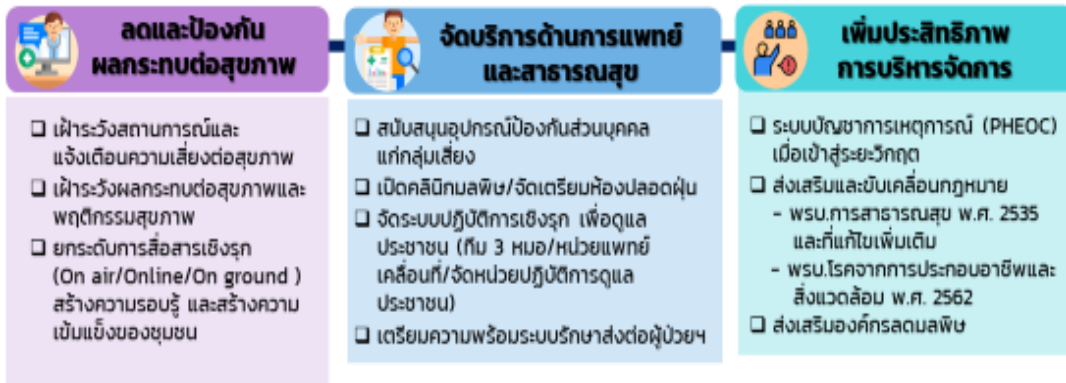 ลดและป้องกัน
ผลกระทบต่อสุขภาพ
❑ เฝ้าระวังสถานการณ์และ
แจ้งเตือนความเสี่ยงต่อสุขภาพ
❑ เฝ้าระวังผลกระทบต่อสุขภาพและ
พฤติกรรมสุขภาพ
❑ ยกระดับการสื่อสารเชิงรุก
(On air/Online/On ground )
สร้างความรอบรู้ และสร้างความ
เข้มแข็งของชุมชน
จัดบริการด้านการแพทย์
และสาธารณสุข
❑ สนับสนุนอุปกรณ์ป้องกันส่วนบุคคล
แก่กลุ่มเสี่ยง
❑ เปิดคลินิกมลพิษ/จัดเตรียมห้องปลอดฝุ่น
❑ จัดระบบปฏิบัติการเชิงรุก เพื่อดูแล
ประชาชน (ทีม 3 หมอ/หน่วยแพทย์
เคลื่อนที่/จัดหน่วยปฏิบัติการดูแล
ประชาชน)
❑ เตรียมความพร้อมระบบรักษาส่งต่อผู้ป่วยฯ
เพิ่มประสิทธิภาพ
การบริหารจัดการ
❑ ระบบบัญชาการเหตุการณ์ (PHEOC)
เมื่อเข้าสู่ระยะวิกฤต
❑ ส่งเสริมและขับเคลื่อนกฎหมาย
- พรบ.การสาธารณสุข พ.ศ. 2535
และที่แก้ไขเพิ่มเติม
- พรบ.โรคจากการประกอบอาชีพและ
สิ่งแวดล้อม พ.ศ. 2562
❑ ส่งเสริมองค์กรลดมลพิษ